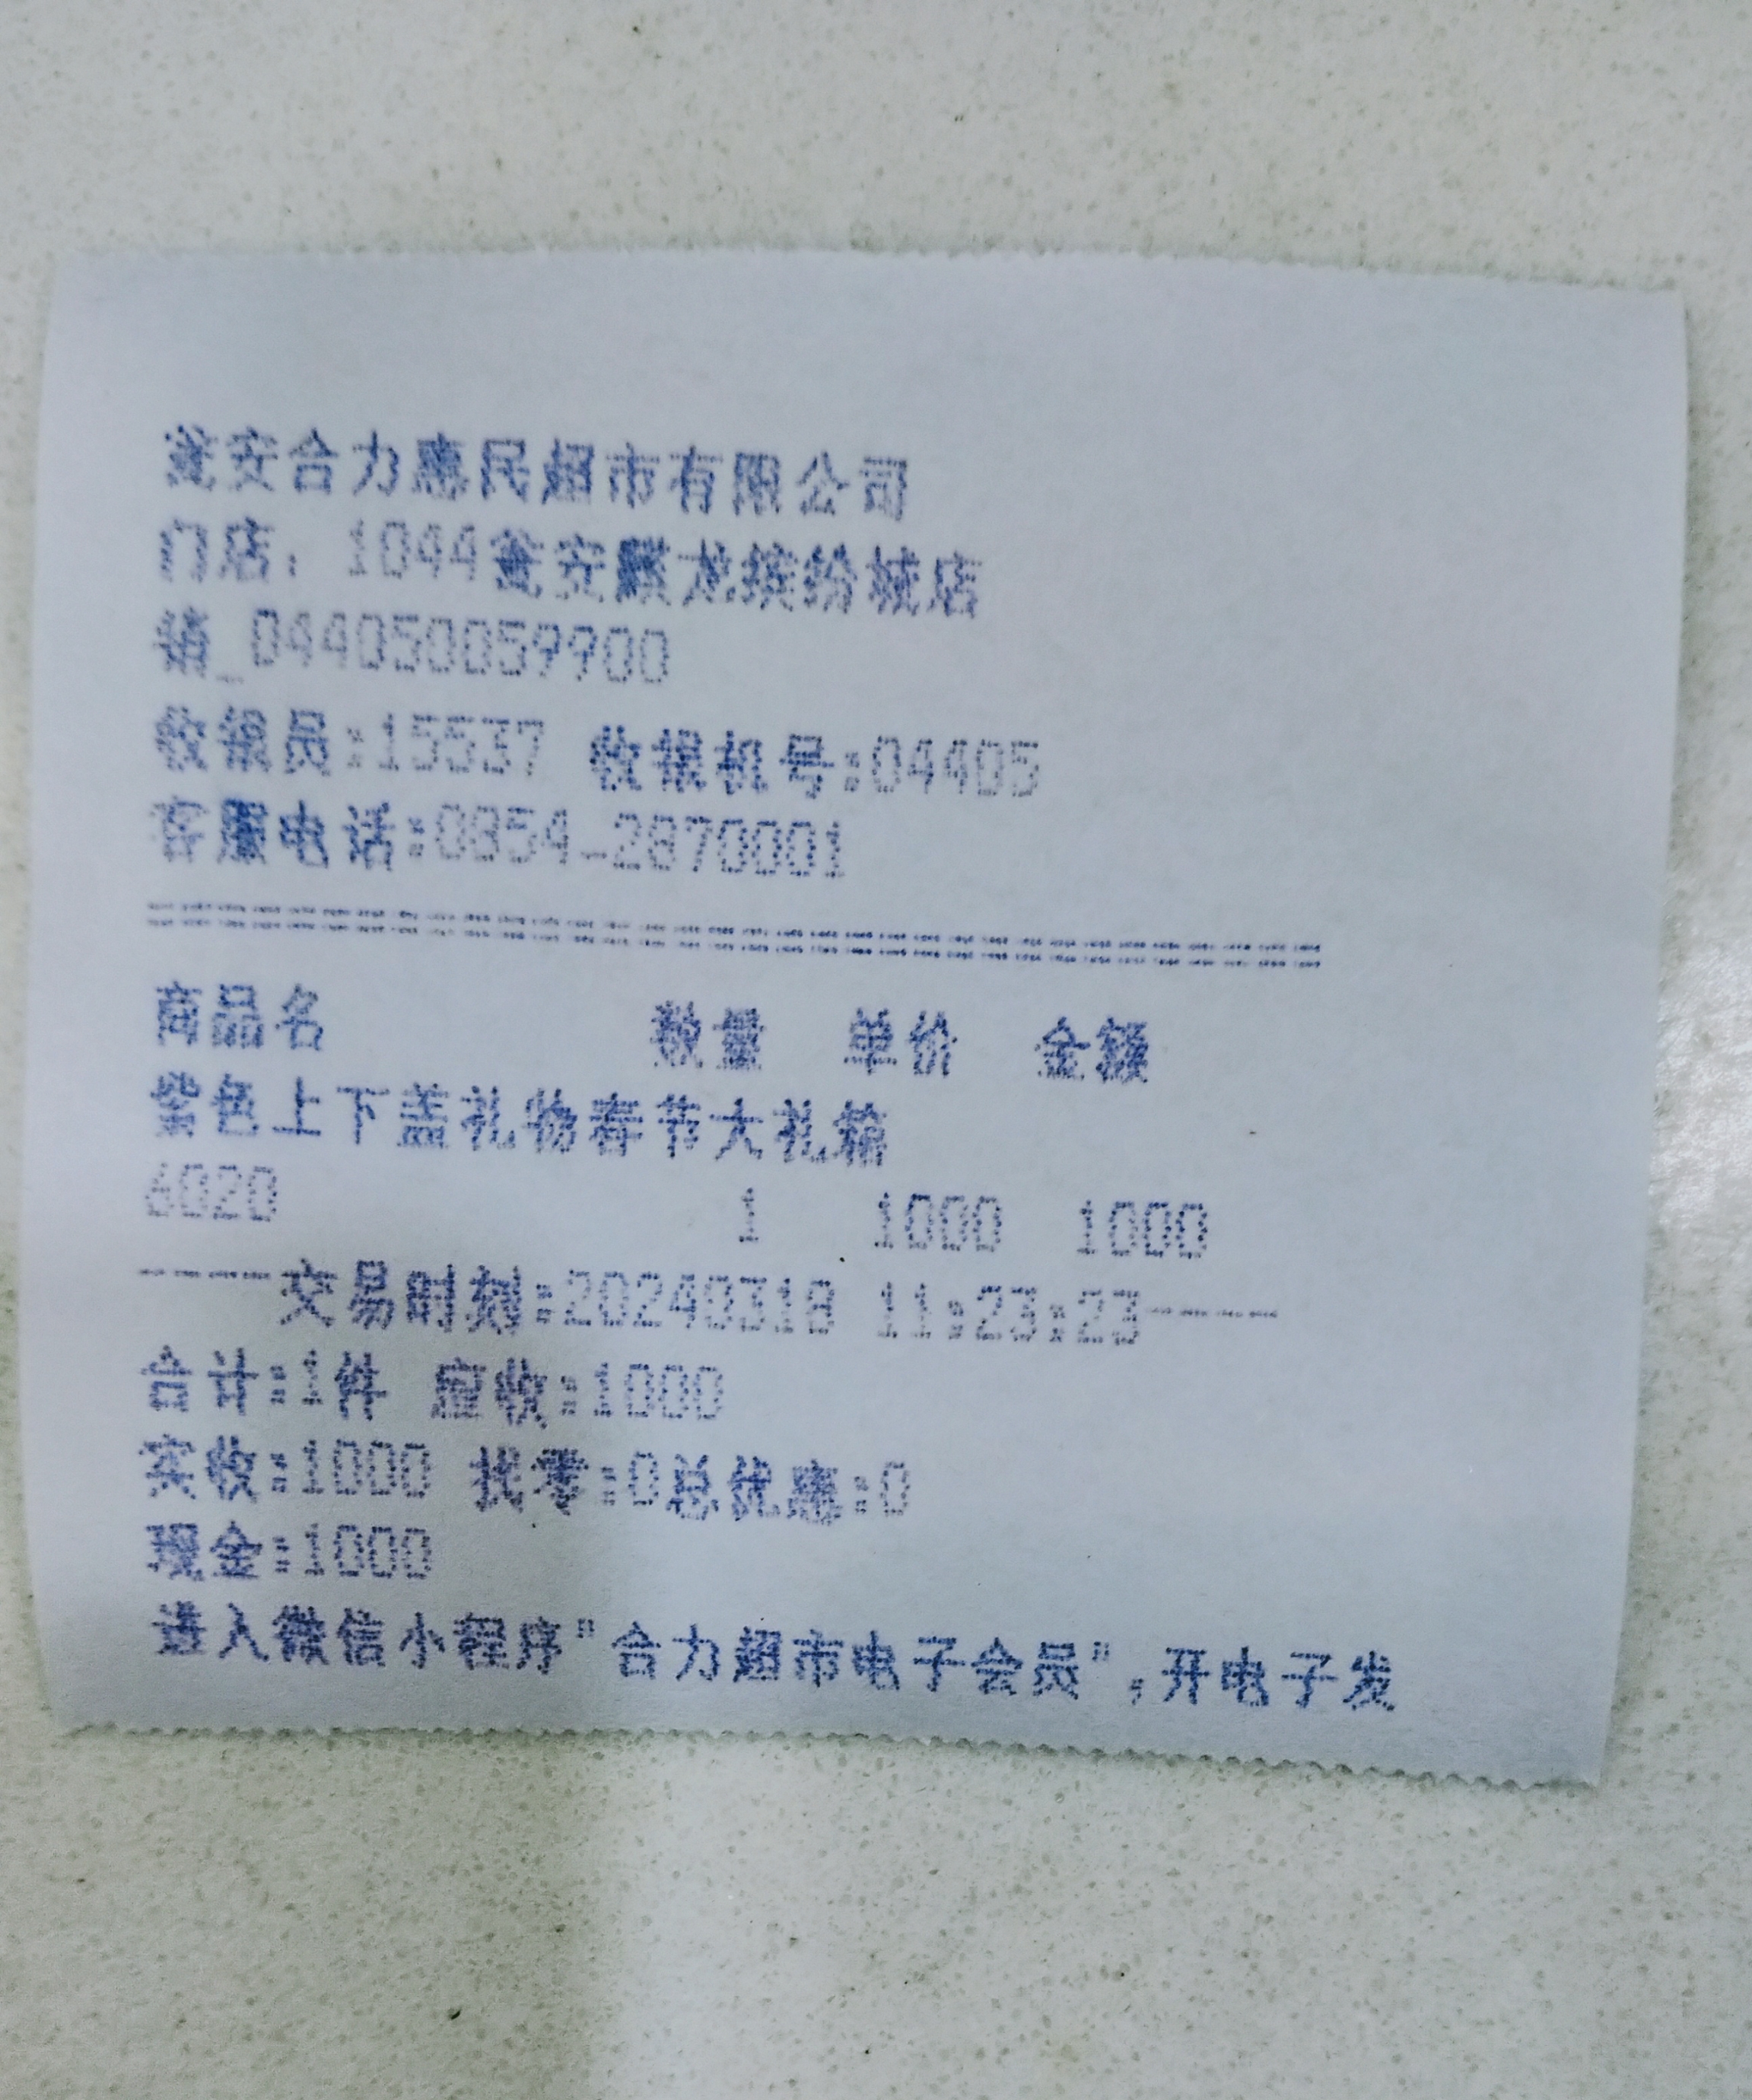 瓮安合力惠民超市有限公司
门店: 1044瓮安麒龙缤纷城店
销_044050059900
收银员:15537 收银机号:04405
客服电话:0854-2870001
商品名 数量 单价 金额
紫色上下盖礼物春节大礼箱
6020 1 1000 1000
----交易时刻:20240318 11:23:23----
合计:1件 应收:1000
实收:1000 找零:0总优惠:0
现金:1000
进入微信小程序"合力超市电子会员",开电子发